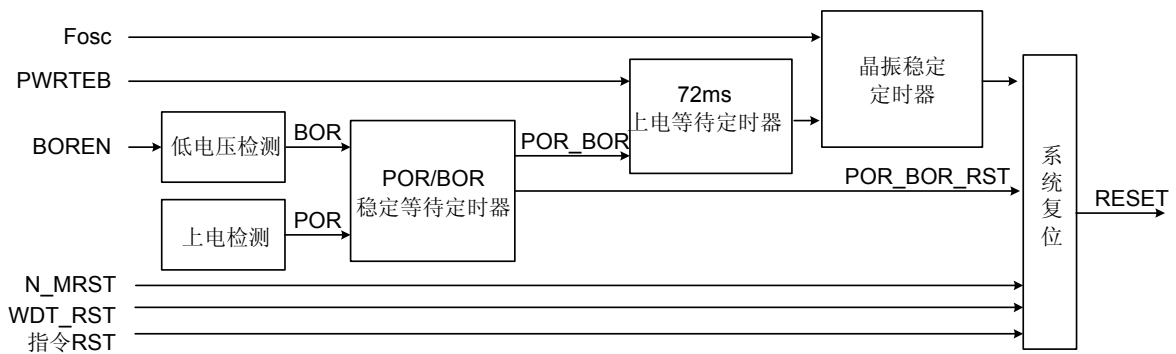 Fosc
PWRTEB
BOREN
低电压检测
BOR
上电检测
POR
POR/BOR
稳定等待定时器
POR_BOR
72ms
上电等待定时器
晶振稳定
定时器
POR_BOR_RST
系统复位
RESET
N_MRST
WDT_RST
指令RST